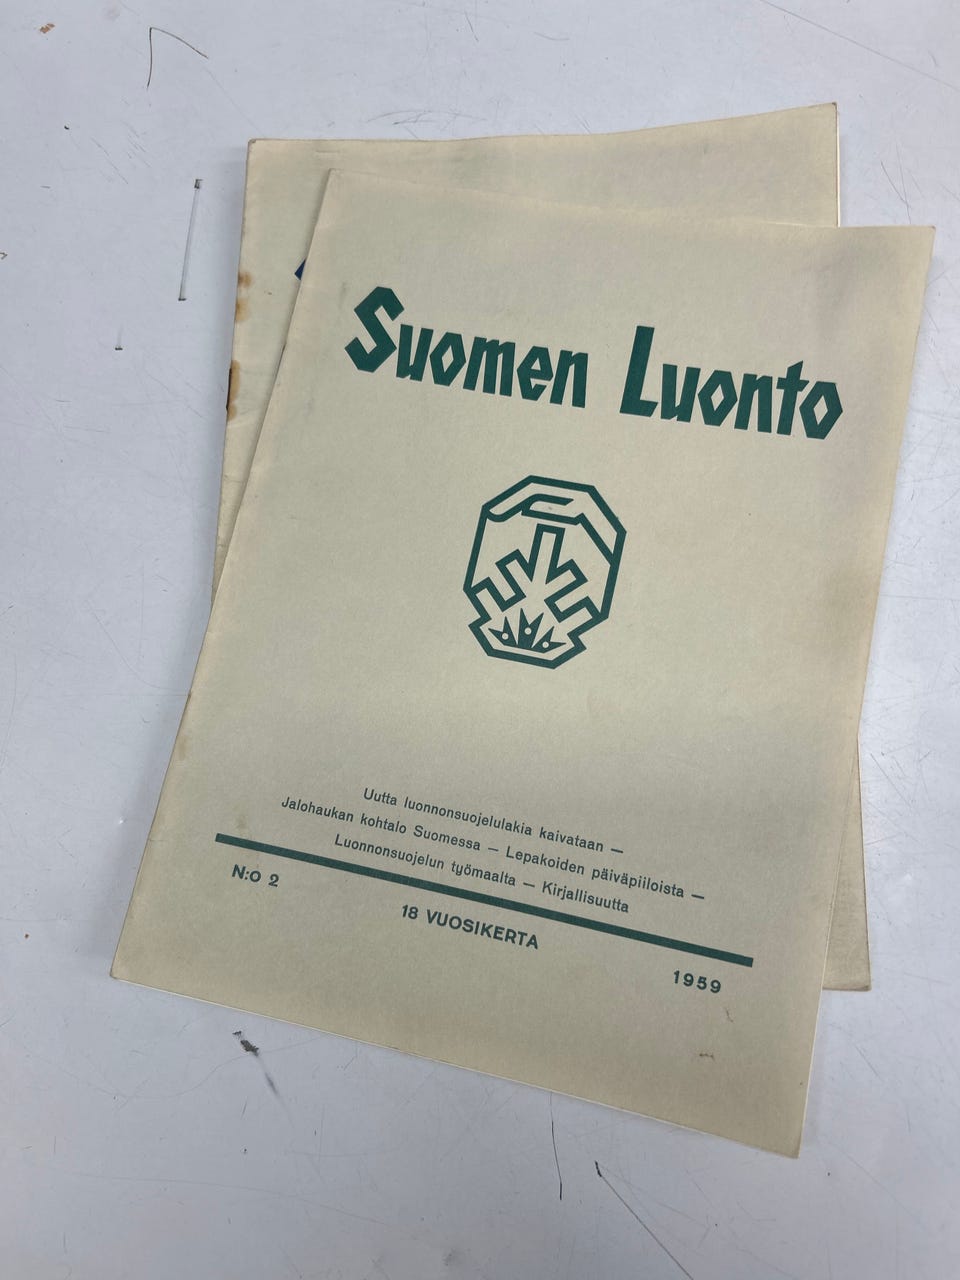 Suomen Luonto
Uutta luonnonsuojelulakia kaivataan —
Jalohaukan kohtalo Suomessa — Lepakoiden päiväpiiloista —
Luonnonsuojelun työmaalta — Kirjallisuutta
N:o 2
18 VUOSIKERTA
1959